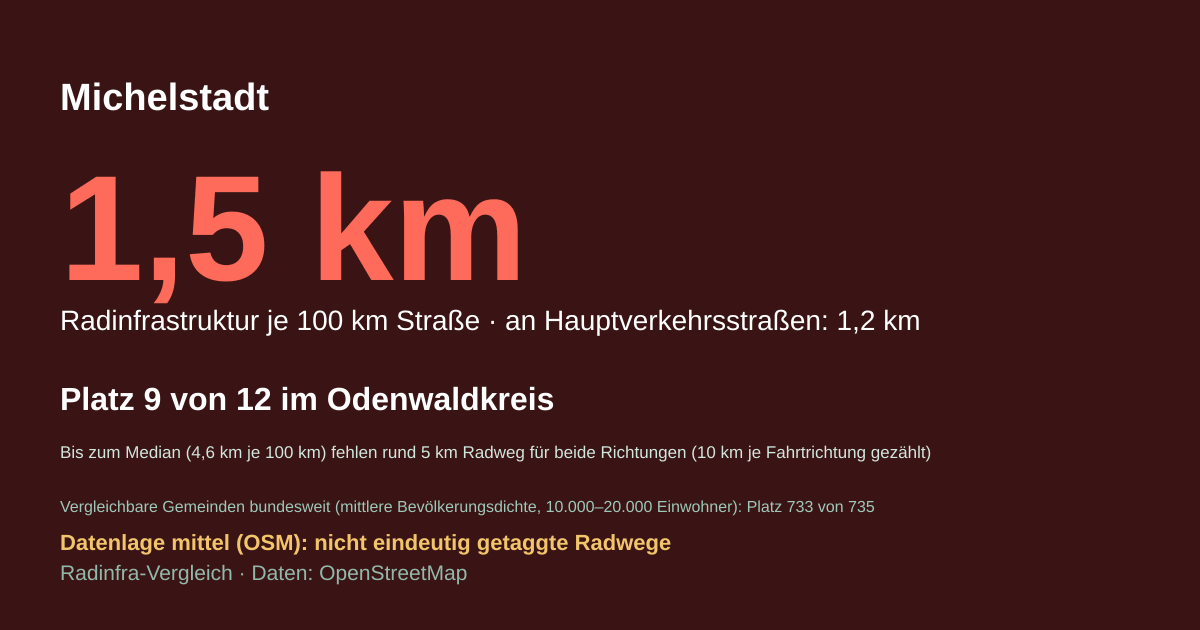 Michelstadt
1,5 km
Radinfrastruktur je 100 km Straße · an Hauptverkehrsstraßen: 1,2 km
Platz 9 von 12 im Odenwaldkreis
Bis zum Median (4,6 km je 100 km) fehlen rund 5 km Radweg für beide Richtungen (10 km je Fahrtrichtung gezählt)
Vergleichbare Gemeinden bundesweit (mittlere Bevölkerungsdichte, 10.000–20.000 Einwohner): Platz 733 von 735
Datenlage mittel (OSM): nicht eindeutig getaggte Radwege
Radinfra-Vergleich · Daten: OpenStreetMap